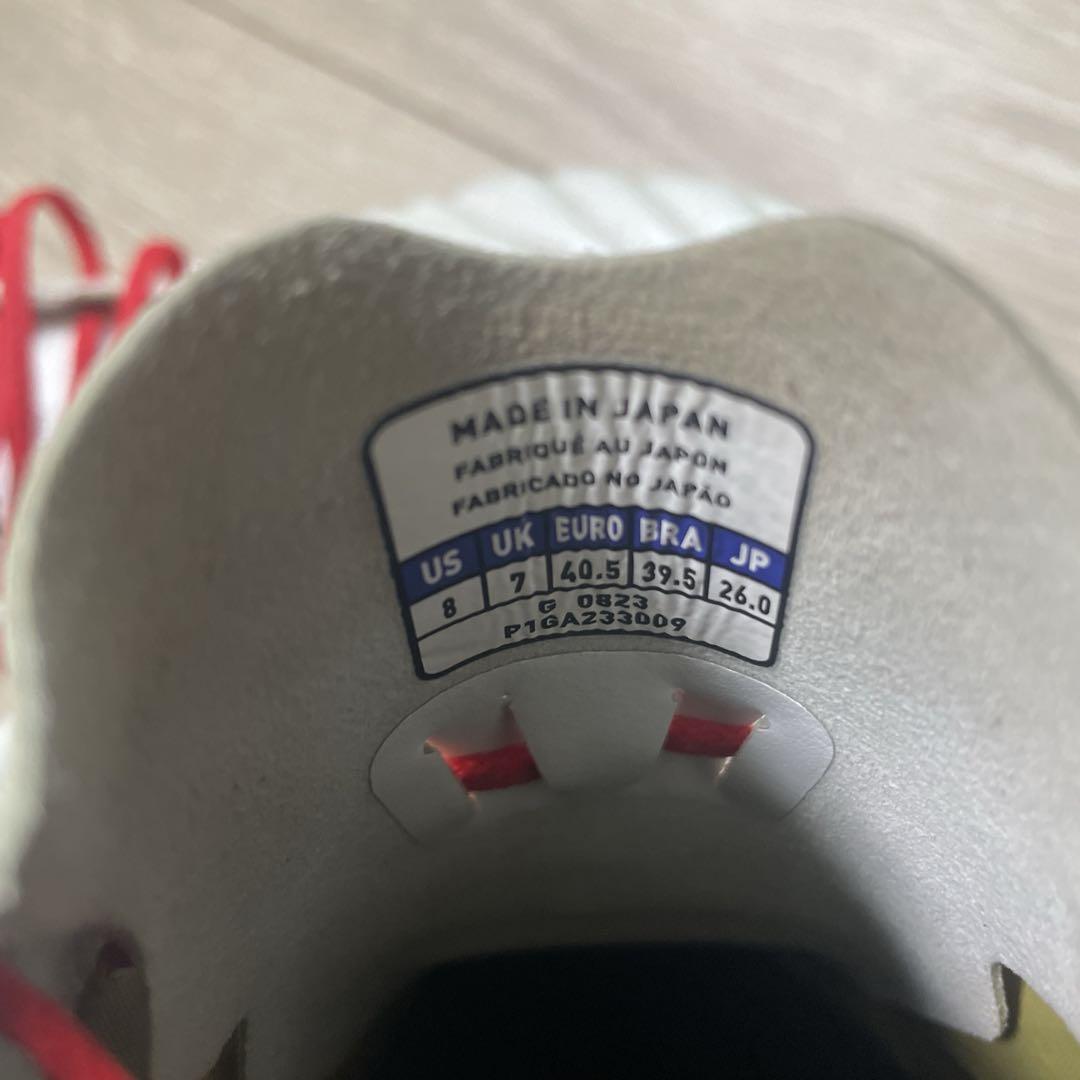 MADE IN JAPAN
FABRIQUÉ AU JAPON
FABRICADO NO JAPÃO
US UK EURO BRA JP
8 7 40.5 39.5 26.0
G 0823
P1GA233009